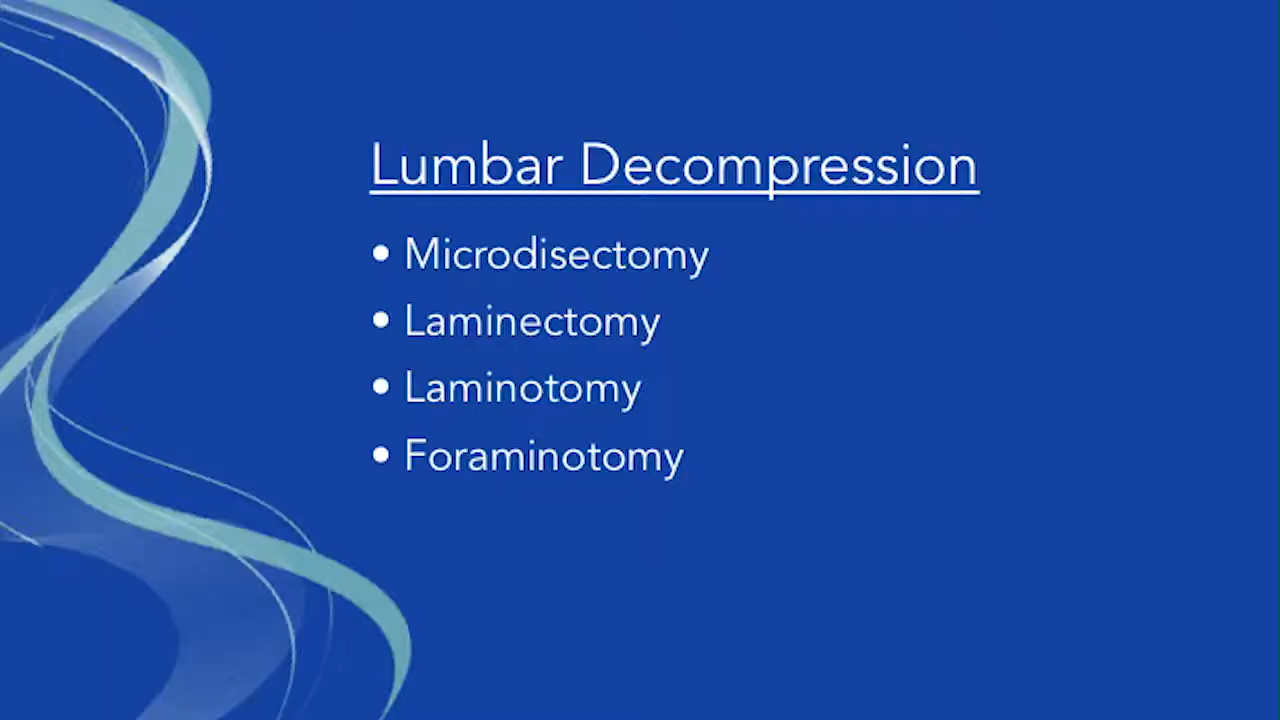 Lumbar Decompression
• Microdisectomy
• Laminectomy
• Laminotomy
• Foraminotomy